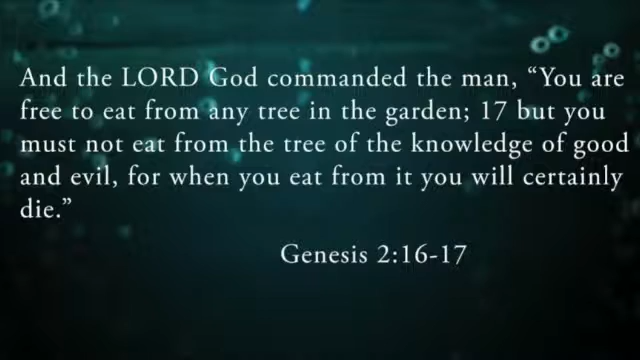 And the LORD God commanded the man, “You are
free to eat from any tree in the garden; 17 but you
must not eat from the tree of the knowledge of good
and evil, for when you eat from it you will certainly
die.”
Genesis 2:16-17